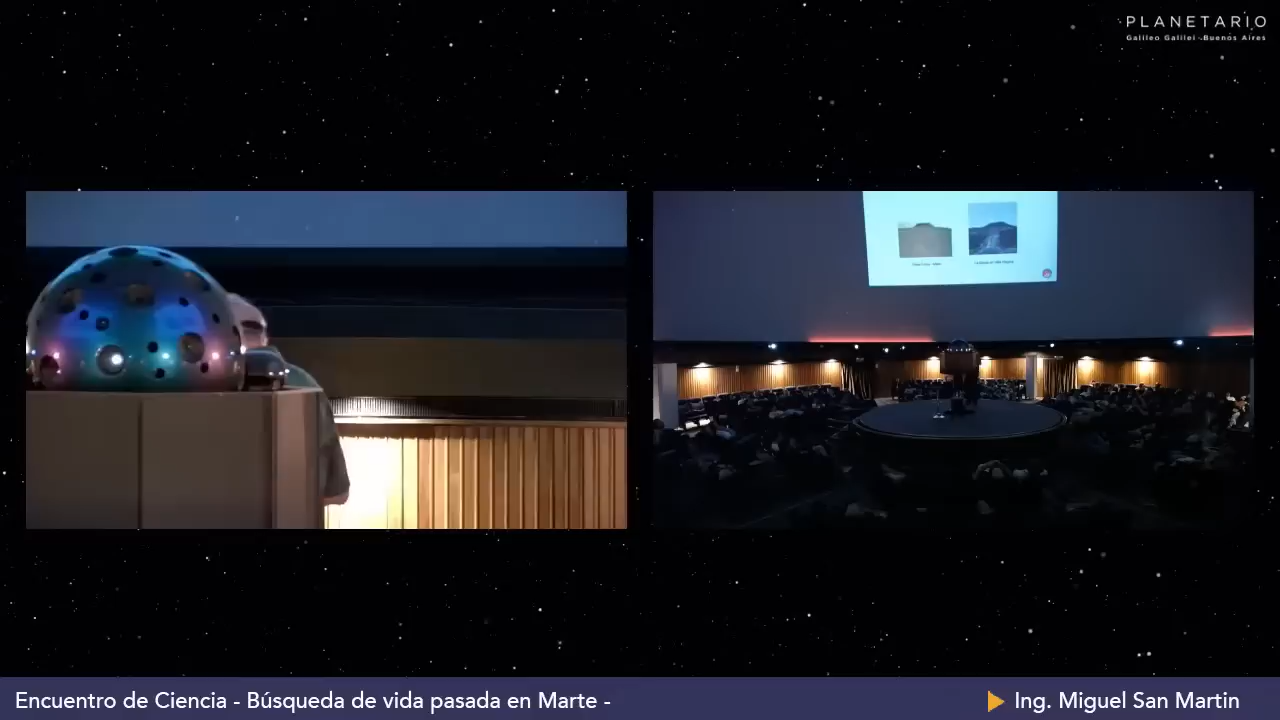 PLANETARIO
Galileo Galilei - Buenos Aires
Encuentro de Ciencia - Búsqueda de vida pasada en Marte -
Ing. Miguel San Martin